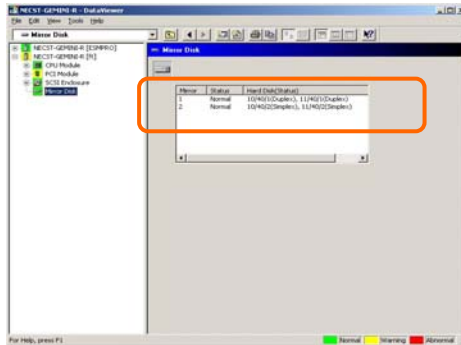 NECST-GEMINI-R - DataViewer
File Edit View Tools Help
Mirror Disk
NECST-GEMINI-R [ESMPRO]
NECST-GEMINI-R [ft]
CPU Module
PCI Module
SCSI Enclosure
Mirror Disk
Mirror Disk
Mirror Status Hard Disk(Status)
1 Normal 10/40/1(Duplex), 11/40/1(Duplex)
2 Normal 10/40/2(Simplex), 11/40/2(Simplex)
For Help, press F1
Normal Warning Abnormal